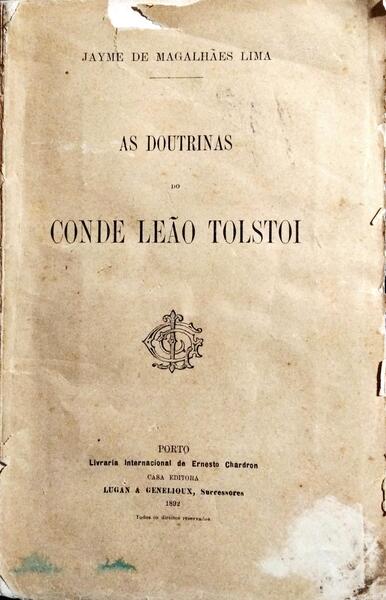 JAYME DE MAGALHÃES LIMA
AS DOUTRINAS
DO
CONDE LEÃO TOLSTOI
PORTO
Livraria Internacional de Ernesto Chardron
CASA EDITORA
LUGAN & GENELIOUX, Successores
1892
Todos os direitos reservados